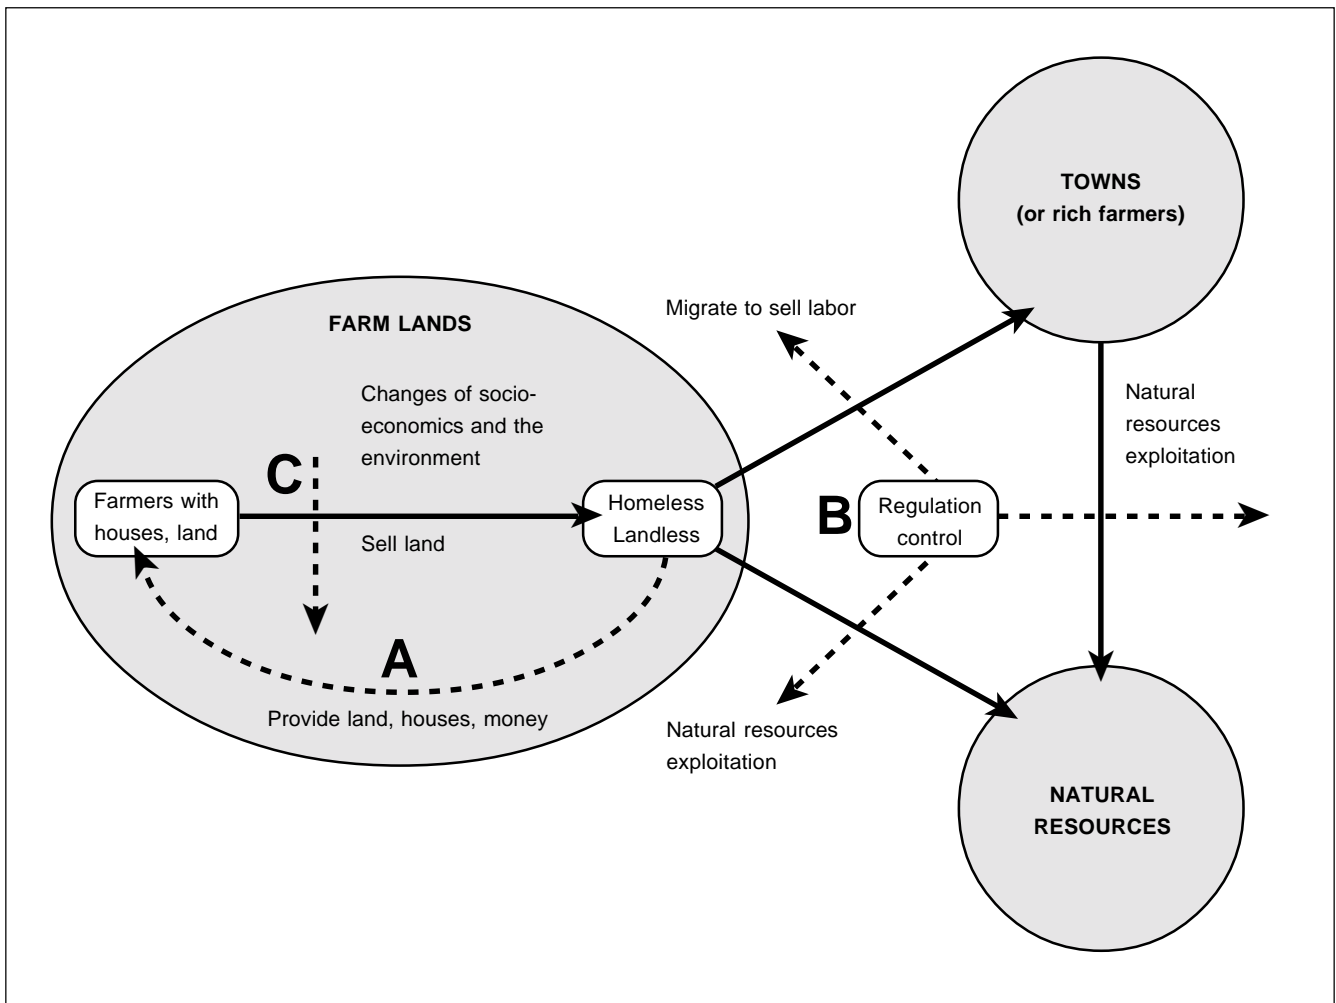 TOWNS
(or rich farmers)
Migrate to sell labor
FARM LANDS
Changes of socio-
economics and the
environment
Natural
resources
exploitation
C
Farmers with
houses, land
Sell land
Homeless
Landless
B
Regulation
control
A
Provide land, houses, money
Natural resources
exploitation
NATURAL
RESOURCES